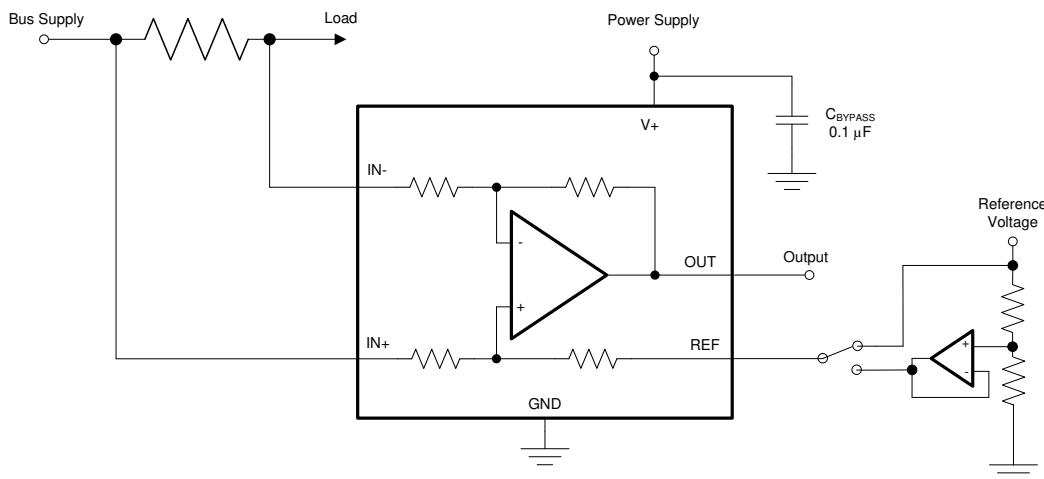 Bus Supply
Load
Power Supply
V+
CBYPASS
0.1 µF
IN-
-
Reference
Voltage
OUT
Output
+
IN+
REF
+
-
GND